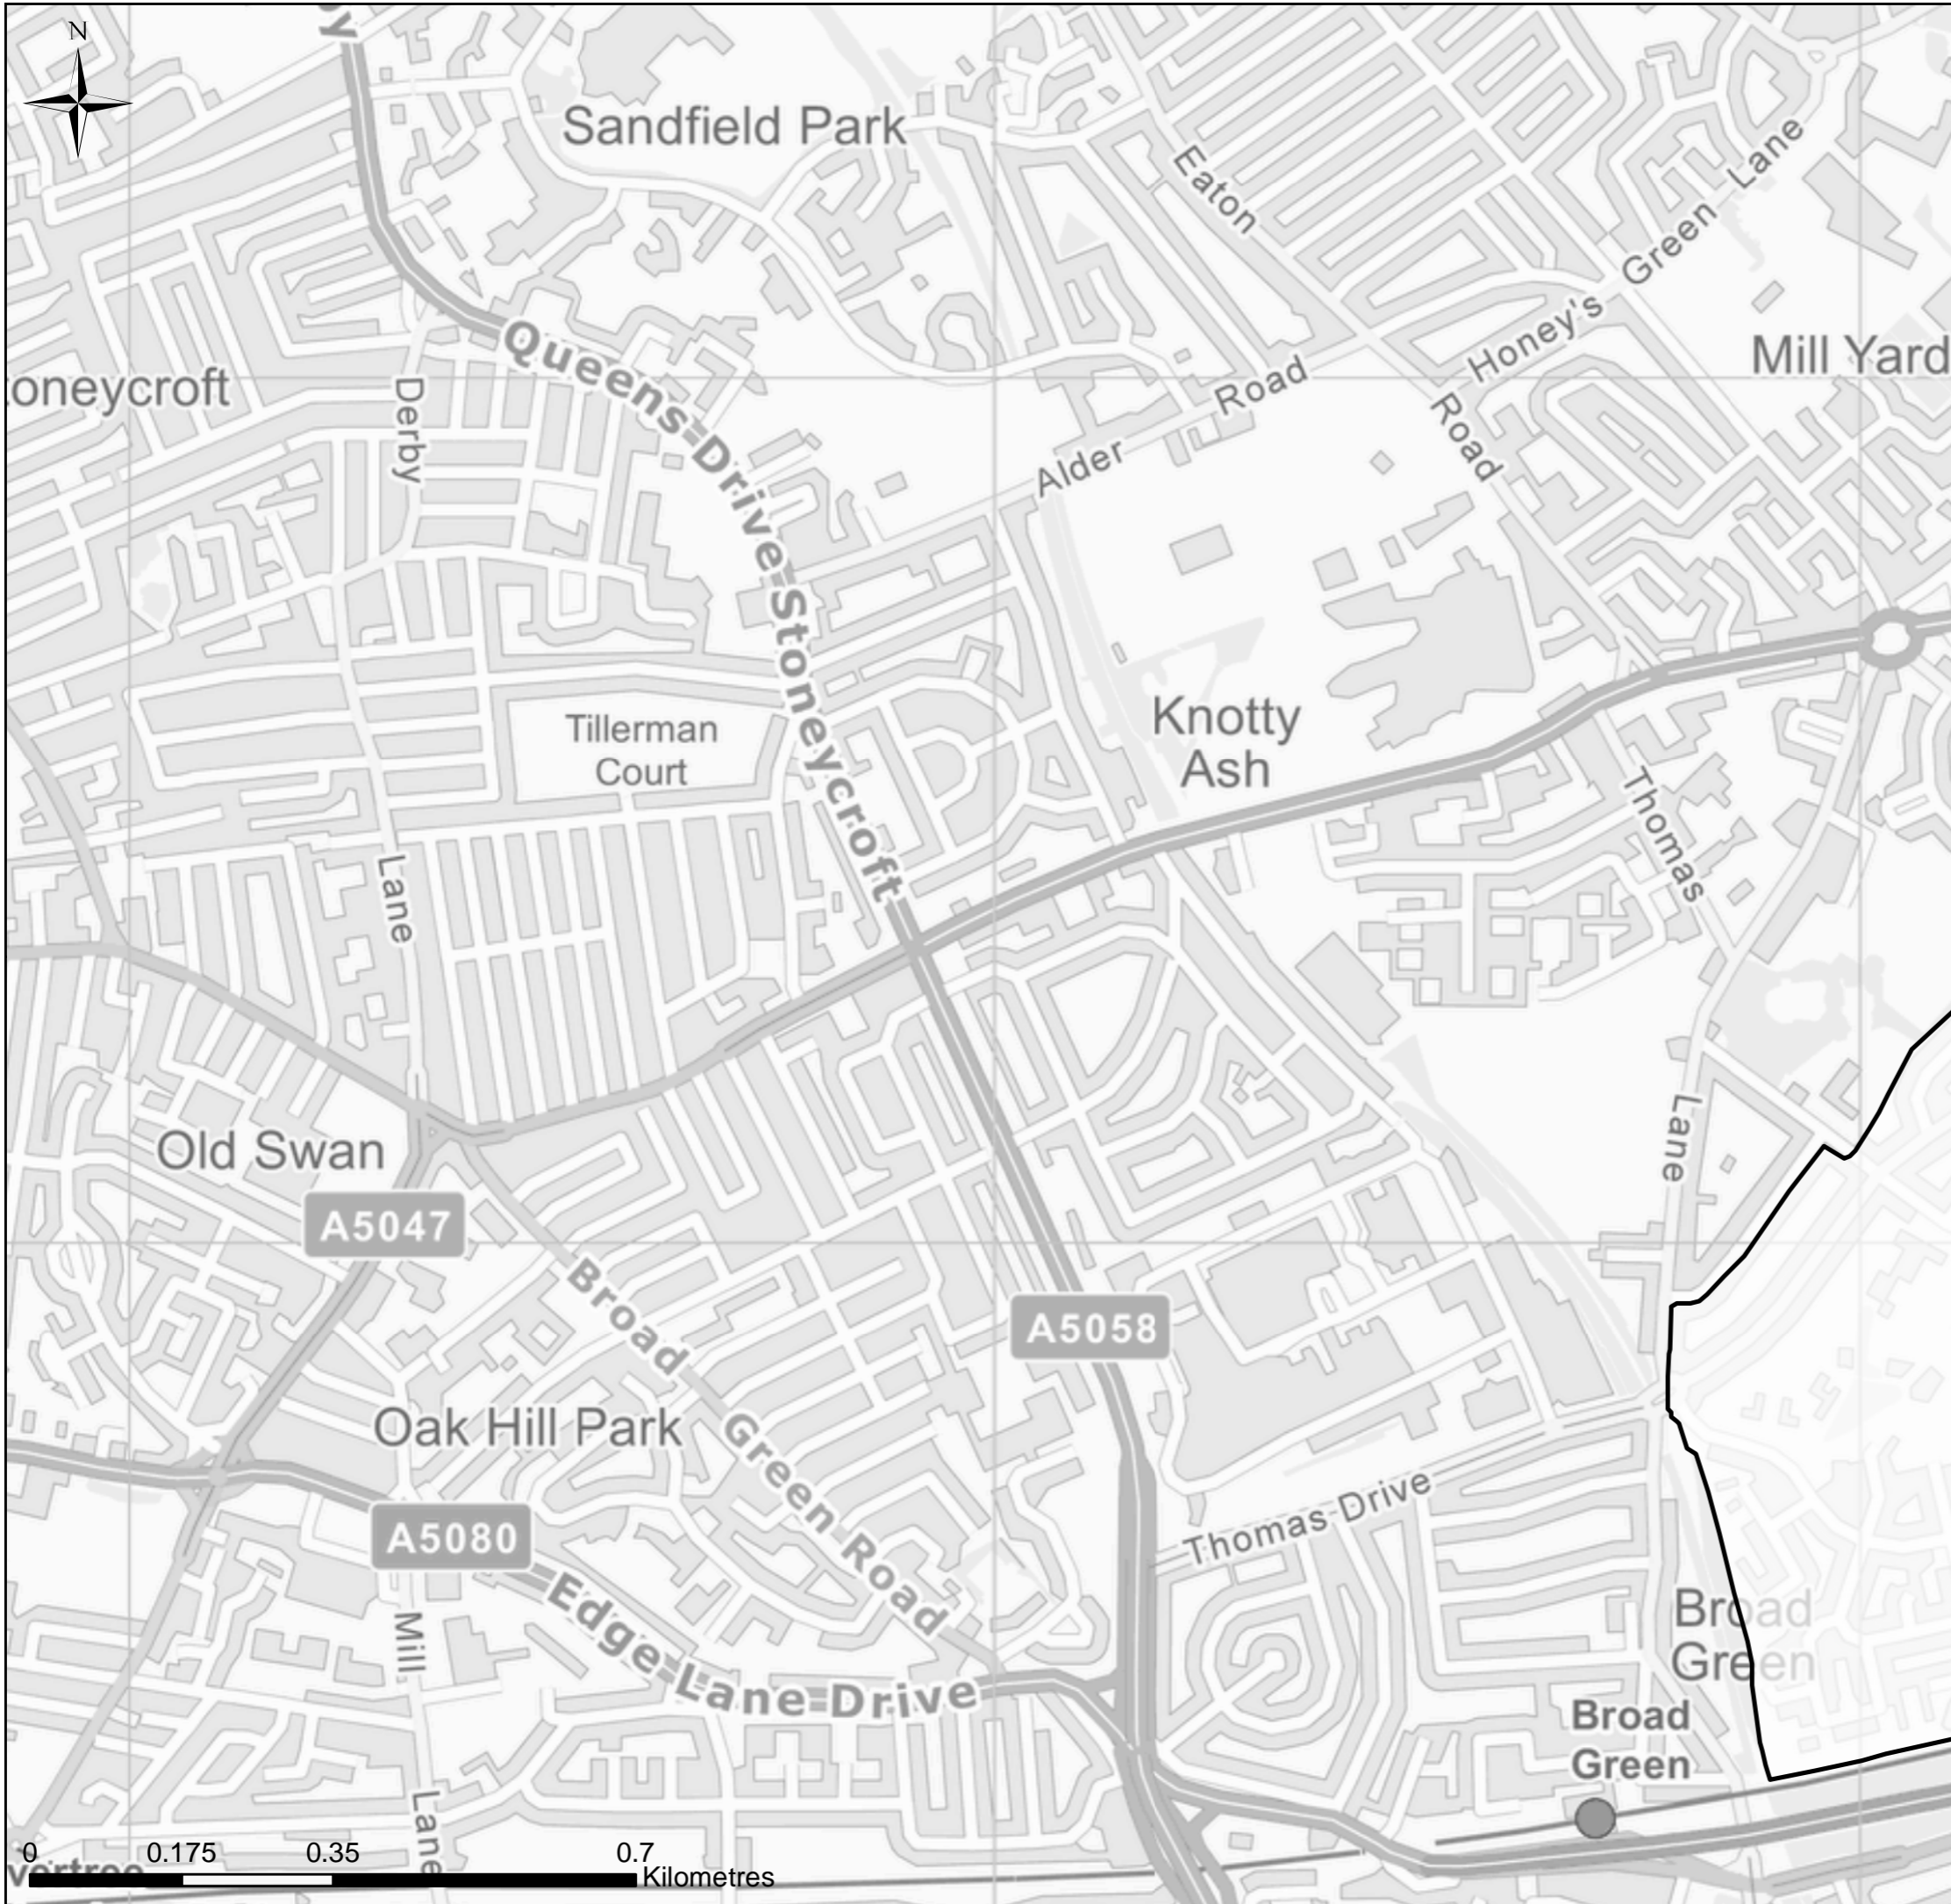 N
Sandfield Park
Eaton
Lane
Green
Honey's
Mill Yard
Queens Drive Stoneycroft
oneycroft
Derby
Road
Alder
Road
Tillerman
Court
Knotty
Ash
Thomas
Lane
Lane
Old Swan
A5047
Broad
A5058
Oak Hill Park
Green Road
A5080
Thomas Drive
Edge Lane Drive
Mill
Broad
Green
Broad
Green
Lane
0 0.175 0.35 0.7
Kilometres
vertree